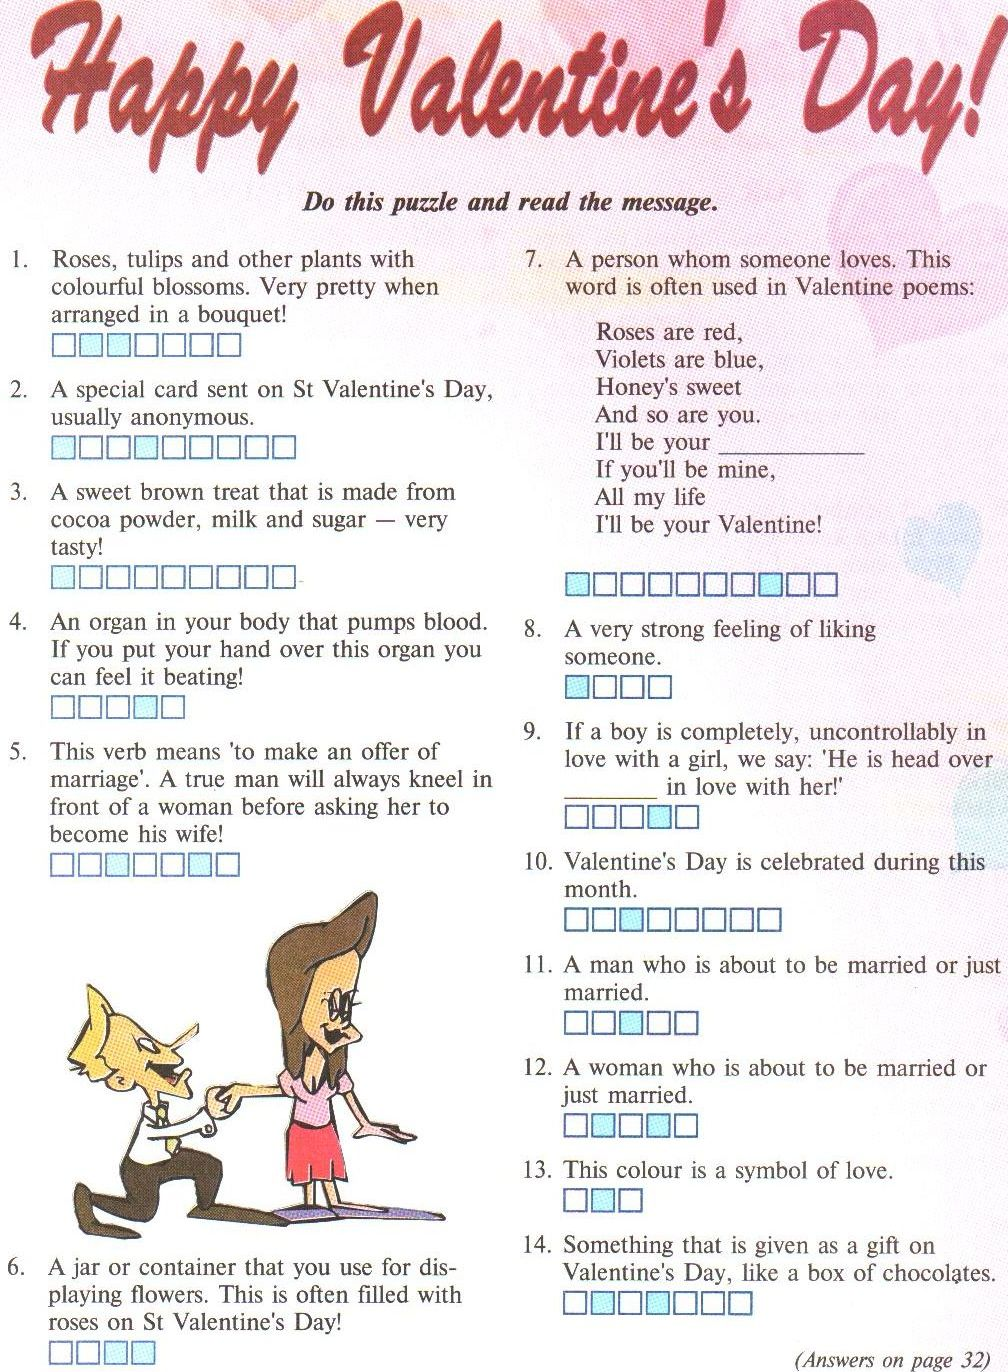 Happy Valentine's Day!
Do this puzzle and read the message.
1. Roses, tulips and other plants with
colourful blossoms. Very pretty when
arranged in a bouquet!
2. A special card sent on St Valentine's Day,
usually anonymous.
3. A sweet brown treat that is made from
cocoa powder, milk and sugar — very
tasty!
4. An organ in your body that pumps blood.
If you put your hand over this organ you
can feel it beating!
5. This verb means 'to make an offer of
marriage'. A true man will always kneel in
front of a woman before asking her to
become his wife!
6. A jar or container that you use for dis-
playing flowers. This is often filled with
roses on St Valentine's Day!
7. A person whom someone loves. This
word is often used in Valentine poems:
Roses are red,
Violets are blue,
Honey's sweet
And so are you.
I'll be your ____________
If you'll be mine,
All my life
I'll be your Valentine!
8. A very strong feeling of liking
someone.
9. If a boy is completely, uncontrollably in
love with a girl, we say: 'He is head over
________ in love with her!'
10. Valentine's Day is celebrated during this
month.
11. A man who is about to be married or just
married.
12. A woman who is about to be married or
just married.
13. This colour is a symbol of love.
14. Something that is given as a gift on
Valentine's Day, like a box of chocolates.
(Answers on page 32)